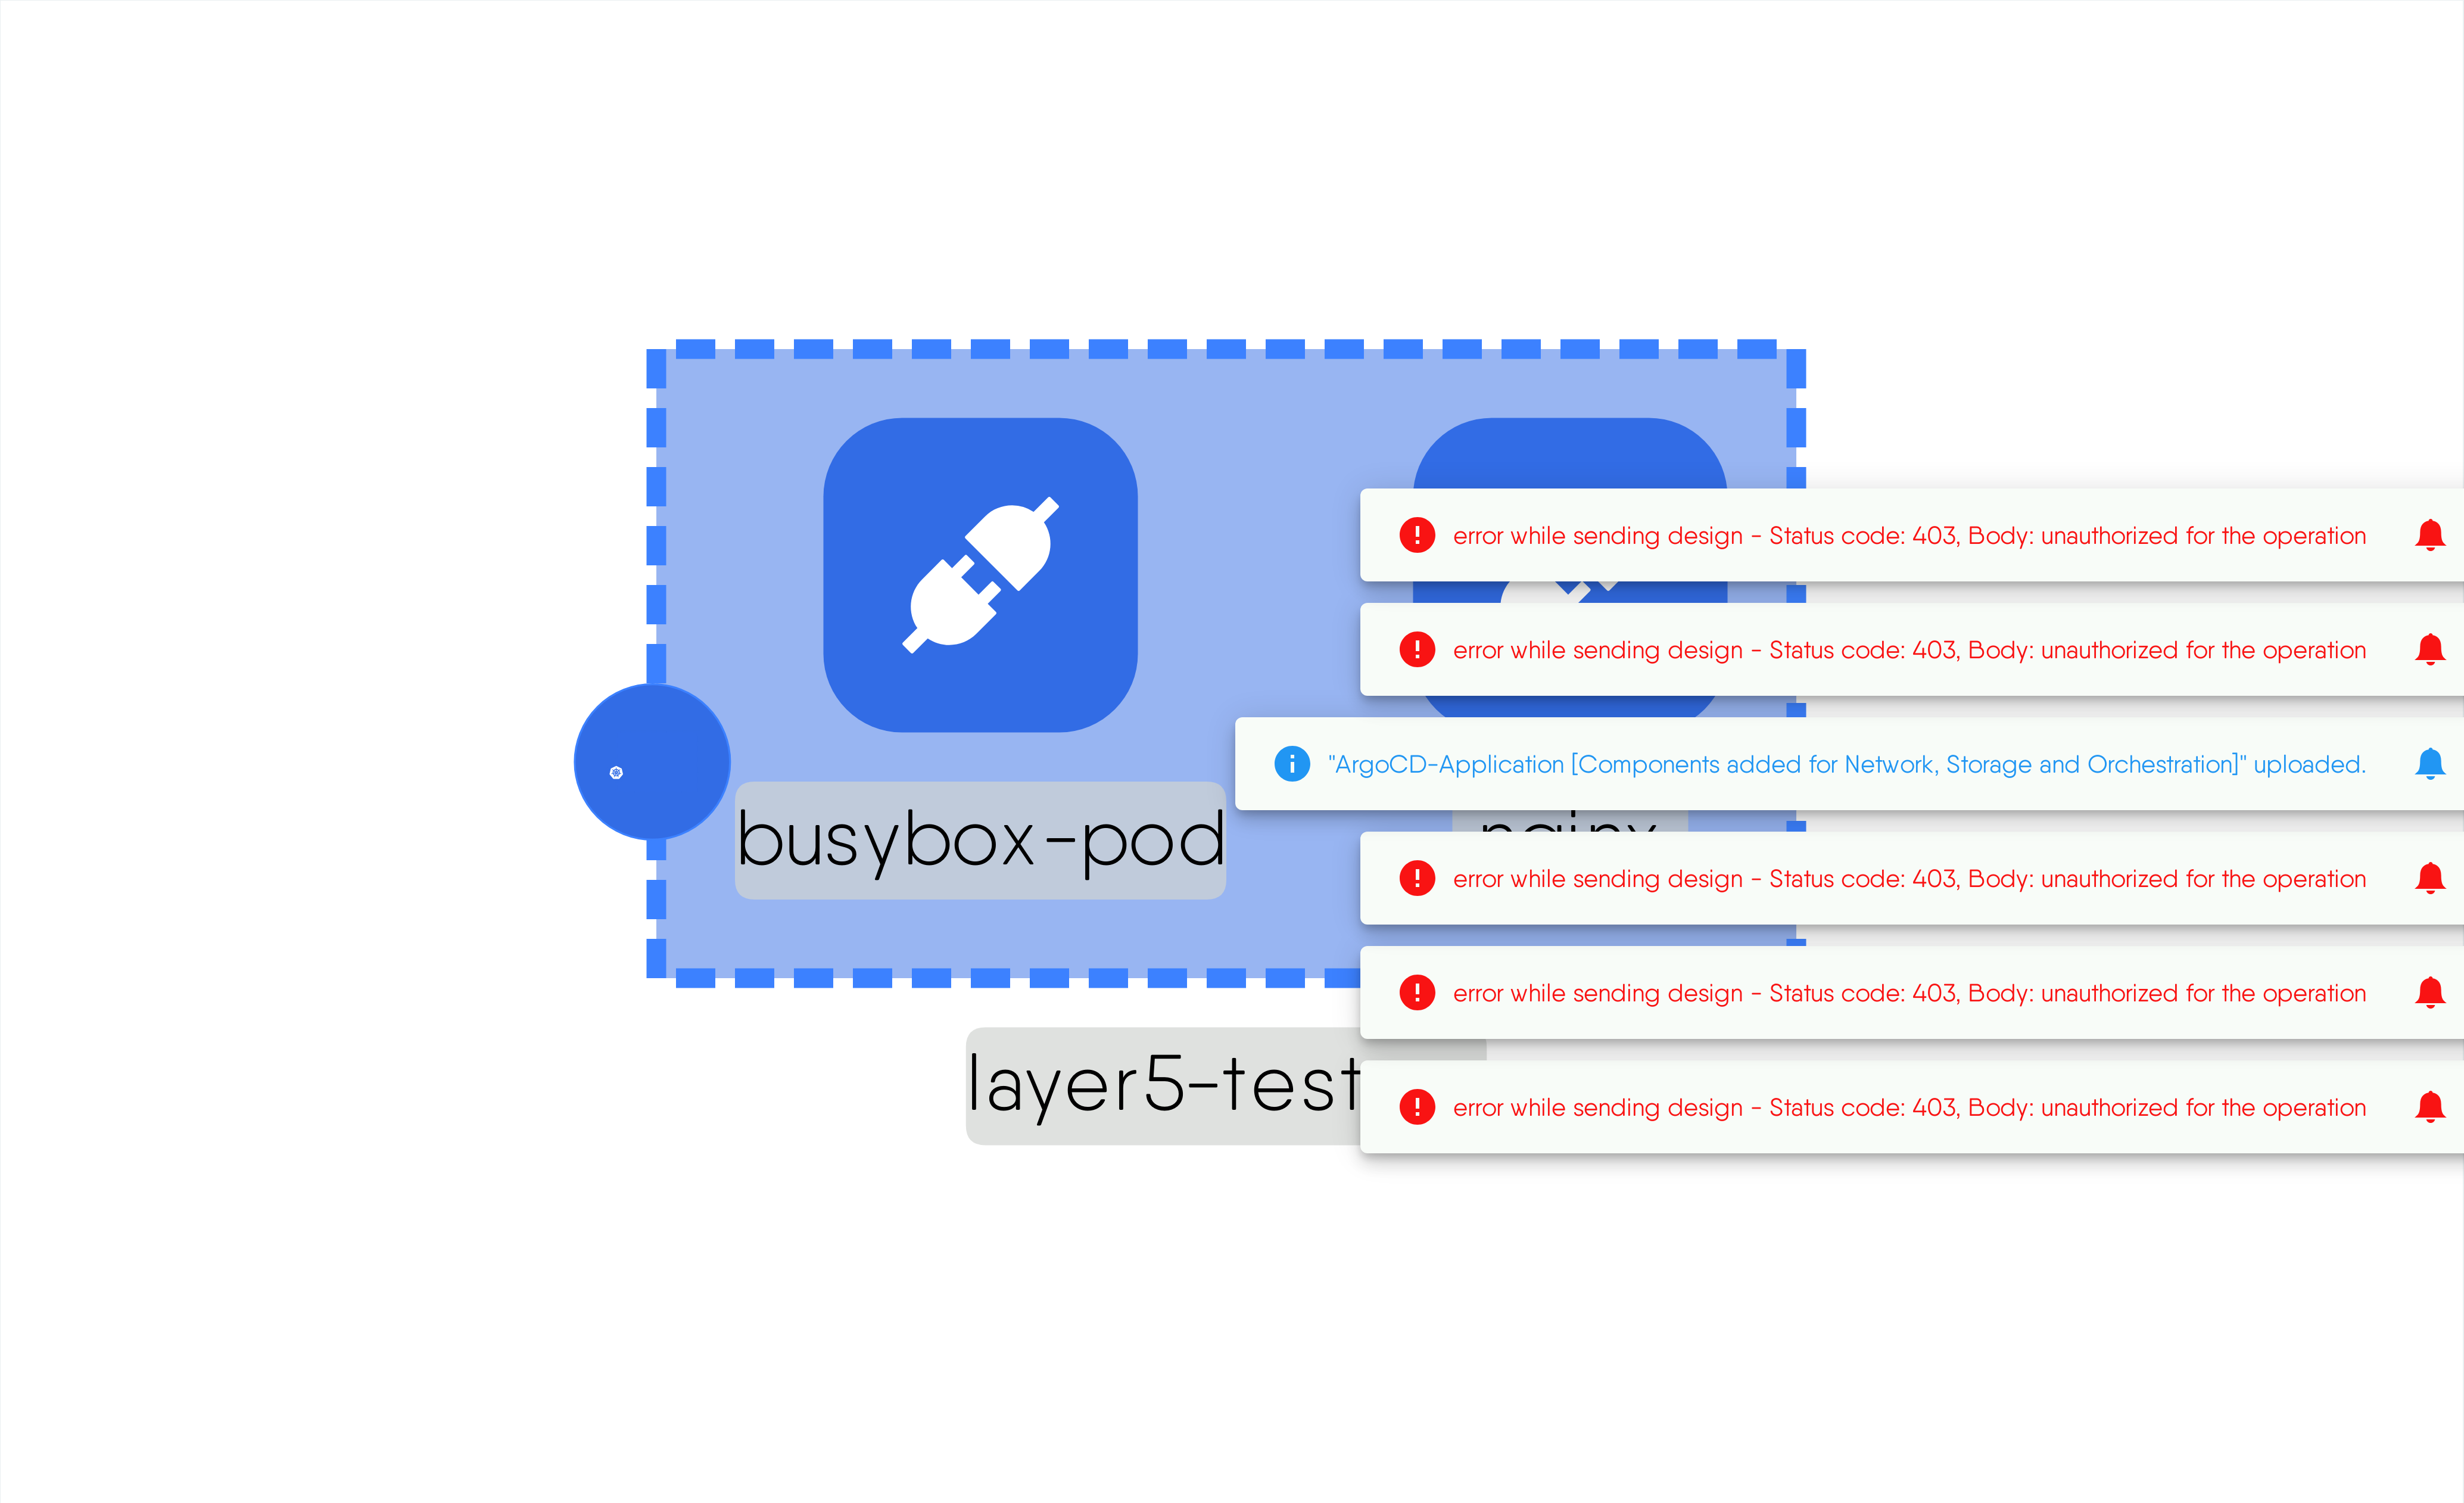 error while sending design - Status code: 403, Body: unauthorized for the operation
error while sending design - Status code: 403, Body: unauthorized for the operation
"ArgoCD-Application [Components added for Network, Storage and Orchestration]" uploaded.
busybox-pod
error while sending design - Status code: 403, Body: unauthorized for the operation
error while sending design - Status code: 403, Body: unauthorized for the operation
layer5-test
error while sending design - Status code: 403, Body: unauthorized for the operation